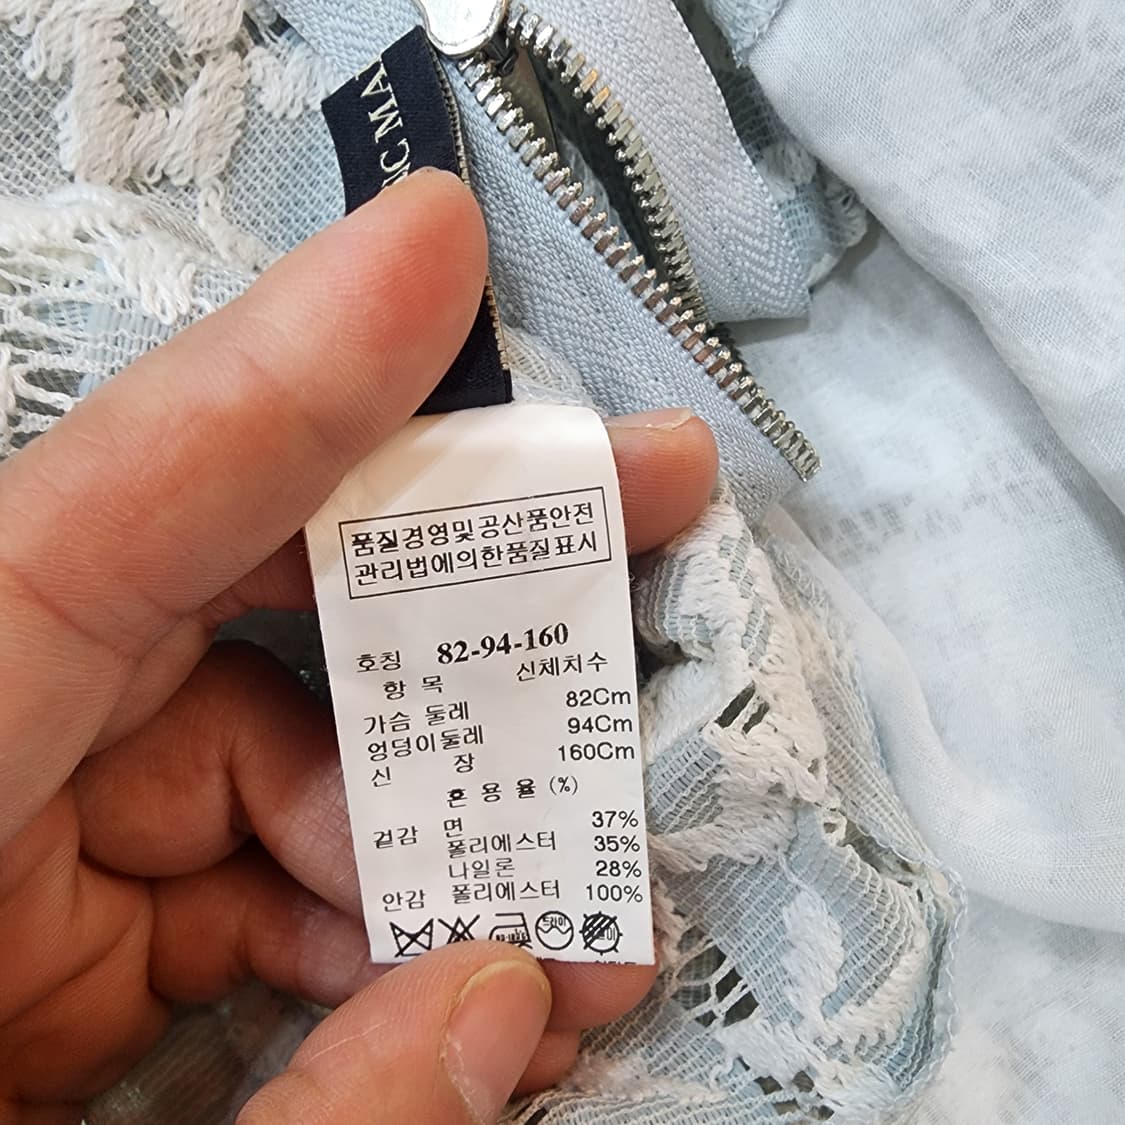 품질경영및공산품안전
관리법에의한품질표시
호칭 82-94-160
항 목 신체치수
가슴 둘레 82Cm
엉덩이둘레 94Cm
신 장 160Cm
혼 용 율 (%)
겉감 면 37%
폴리에스터 35%
나일론 28%
안감 폴리에스터 100%
드라이